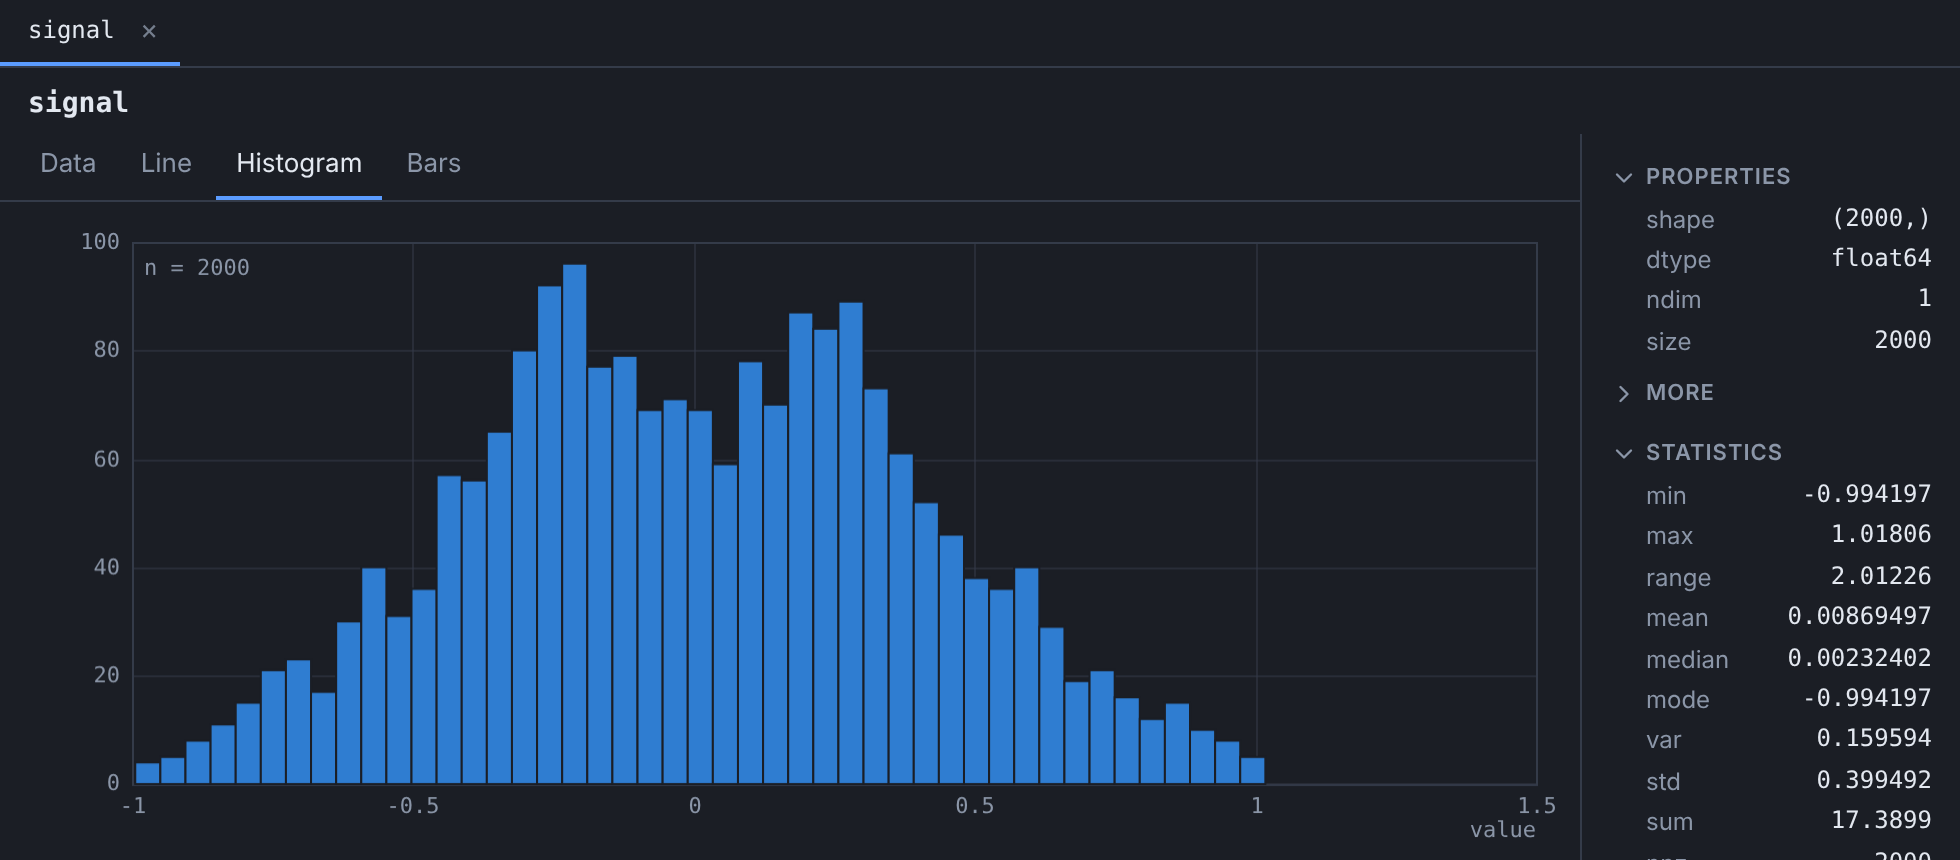 signal ×
signal
Data Line Histogram Bars
n = 2000
100
80
60
40
20
0
-1 -0.5 0 0.5 1 1.5
value
PROPERTIES
shape (2000,)
dtype float64
ndim 1
size 2000
MORE
STATISTICS
min -0.994197
max 1.01806
range 2.01226
mean 0.00869497
median 0.00232402
mode -0.994197
var 0.159594
std 0.399492
sum 17.3899